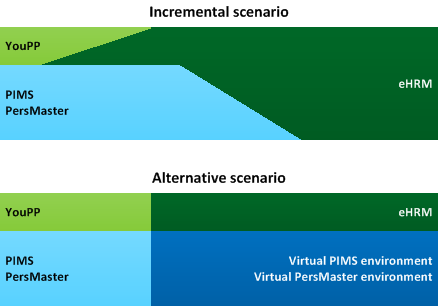 Incremental scenario
YouPP
eHRM
PIMS
PersMaster
Alternative scenario
YouPP
eHRM
PIMS
Virtual PIMS environment
PersMaster
Virtual PersMaster environment